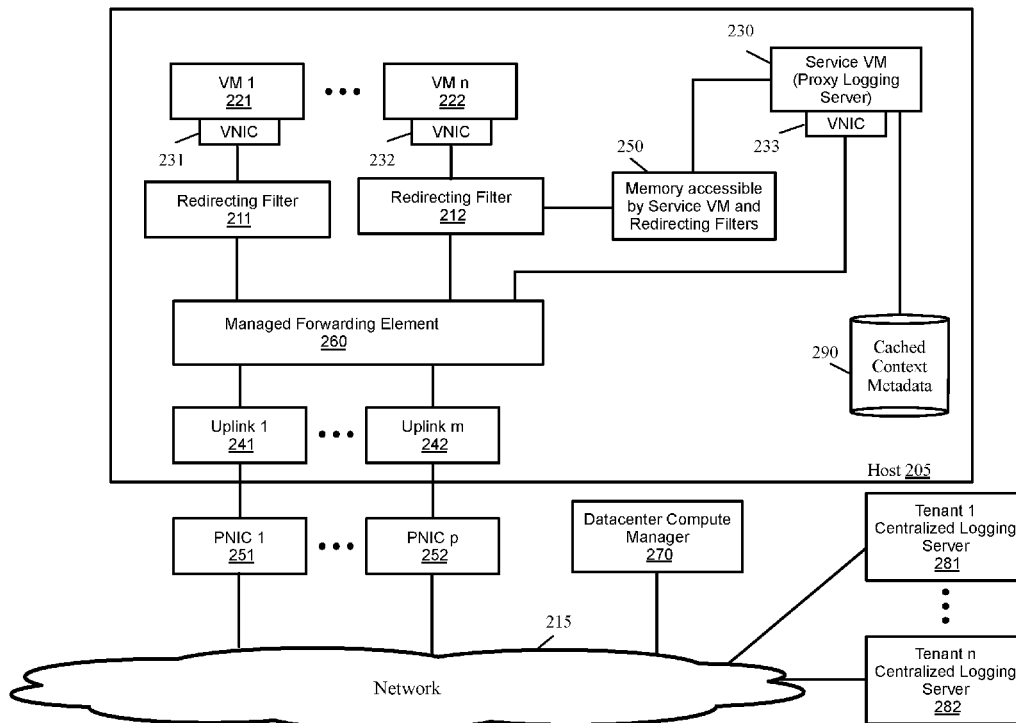 230
VM 1
221
VM n
222
Service VM
(Proxy Logging
Server)
VNIC
VNIC
VNIC
231
232
250
233
Redirecting Filter
211
Redirecting Filter
212
Memory accessible
by Service VM and
Redirecting Filters
Managed Forwarding Element
260
290
Cached
Context
Metadata
Uplink 1
241
Uplink m
242
Host 205
PNIC 1
251
PNIC p
252
Datacenter Compute
Manager
270
Tenant 1
Centralized Logging
Server
281
215
Network
Tenant n
Centralized Logging
Server
282